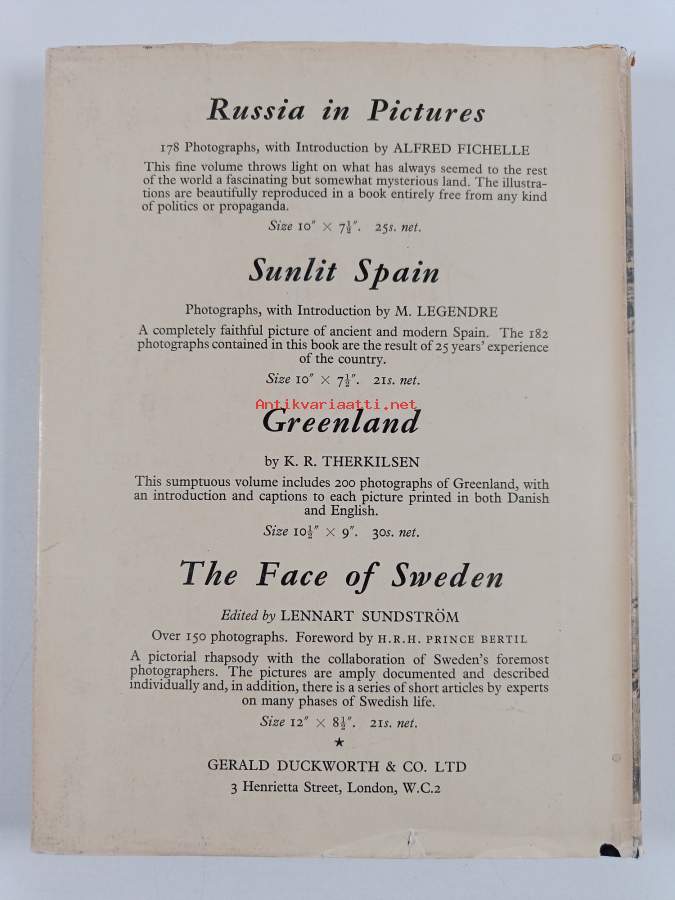 Russia in Pictures
178 Photographs, with Introduction by ALFRED FICHELLE
This fine volume throws light on what has always seemed to the rest
of the world a fascinating but somewhat mysterious land. The illustra-
tions are beautifully reproduced in a book entirely free from any kind
of politics or propaganda.
Size 10″ × 7½″. 25s. net.
Sunlit Spain
Photographs, with Introduction by M. LEGENDRE
A completely faithful picture of ancient and modern Spain. The 182
photographs contained in this book are the result of 25 years' experience
of the country.
Size 10″ × 7½″. 21s. net.
Antikvariaatti.net
Greenland
by K. R. THERKILSEN
This sumptuous volume includes 200 photographs of Greenland, with
an introduction and captions to each picture printed in both Danish
and English.
Size 10½″ × 9″. 30s. net.
The Face of Sweden
Edited by LENNART SUNDSTRÖM
Over 150 photographs. Foreword by H.R.H. PRINCE BERTIL
A pictorial rhapsody with the collaboration of Sweden's foremost
photographers. The pictures are amply documented and described
individually and, in addition, there is a series of short articles by experts
on many phases of Swedish life.
Size 12″ × 8½″. 21s. net.
★
GERALD DUCKWORTH & CO. LTD
3 Henrietta Street, London, W.C.2